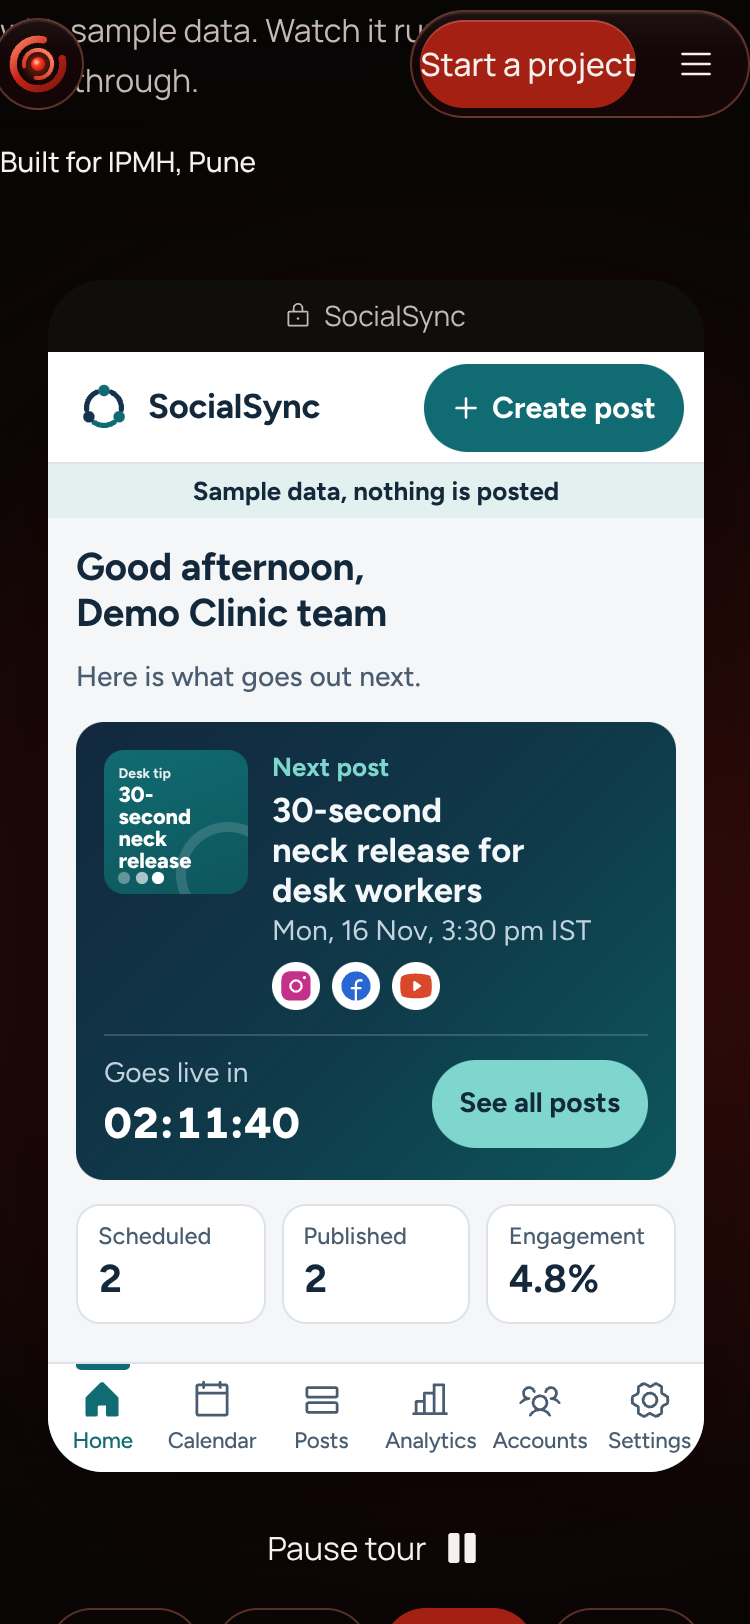 sample data. Watch it ru
through.
Start a project
Built for IPMH, Pune
SocialSync
SocialSync
Create post
Sample data, nothing is posted
Good afternoon,
Demo Clinic team
Here is what goes out next.
Desk tip
30-
second
neck
release
Next post
30-second
neck release for
desk workers
Mon, 16 Nov, 3:30 pm IST
Goes live in
02:11:40
See all posts
Scheduled
2
Published
2
Engagement
4.8%
Home
Calendar
Posts
Analytics
Accounts
Settings
Pause tour